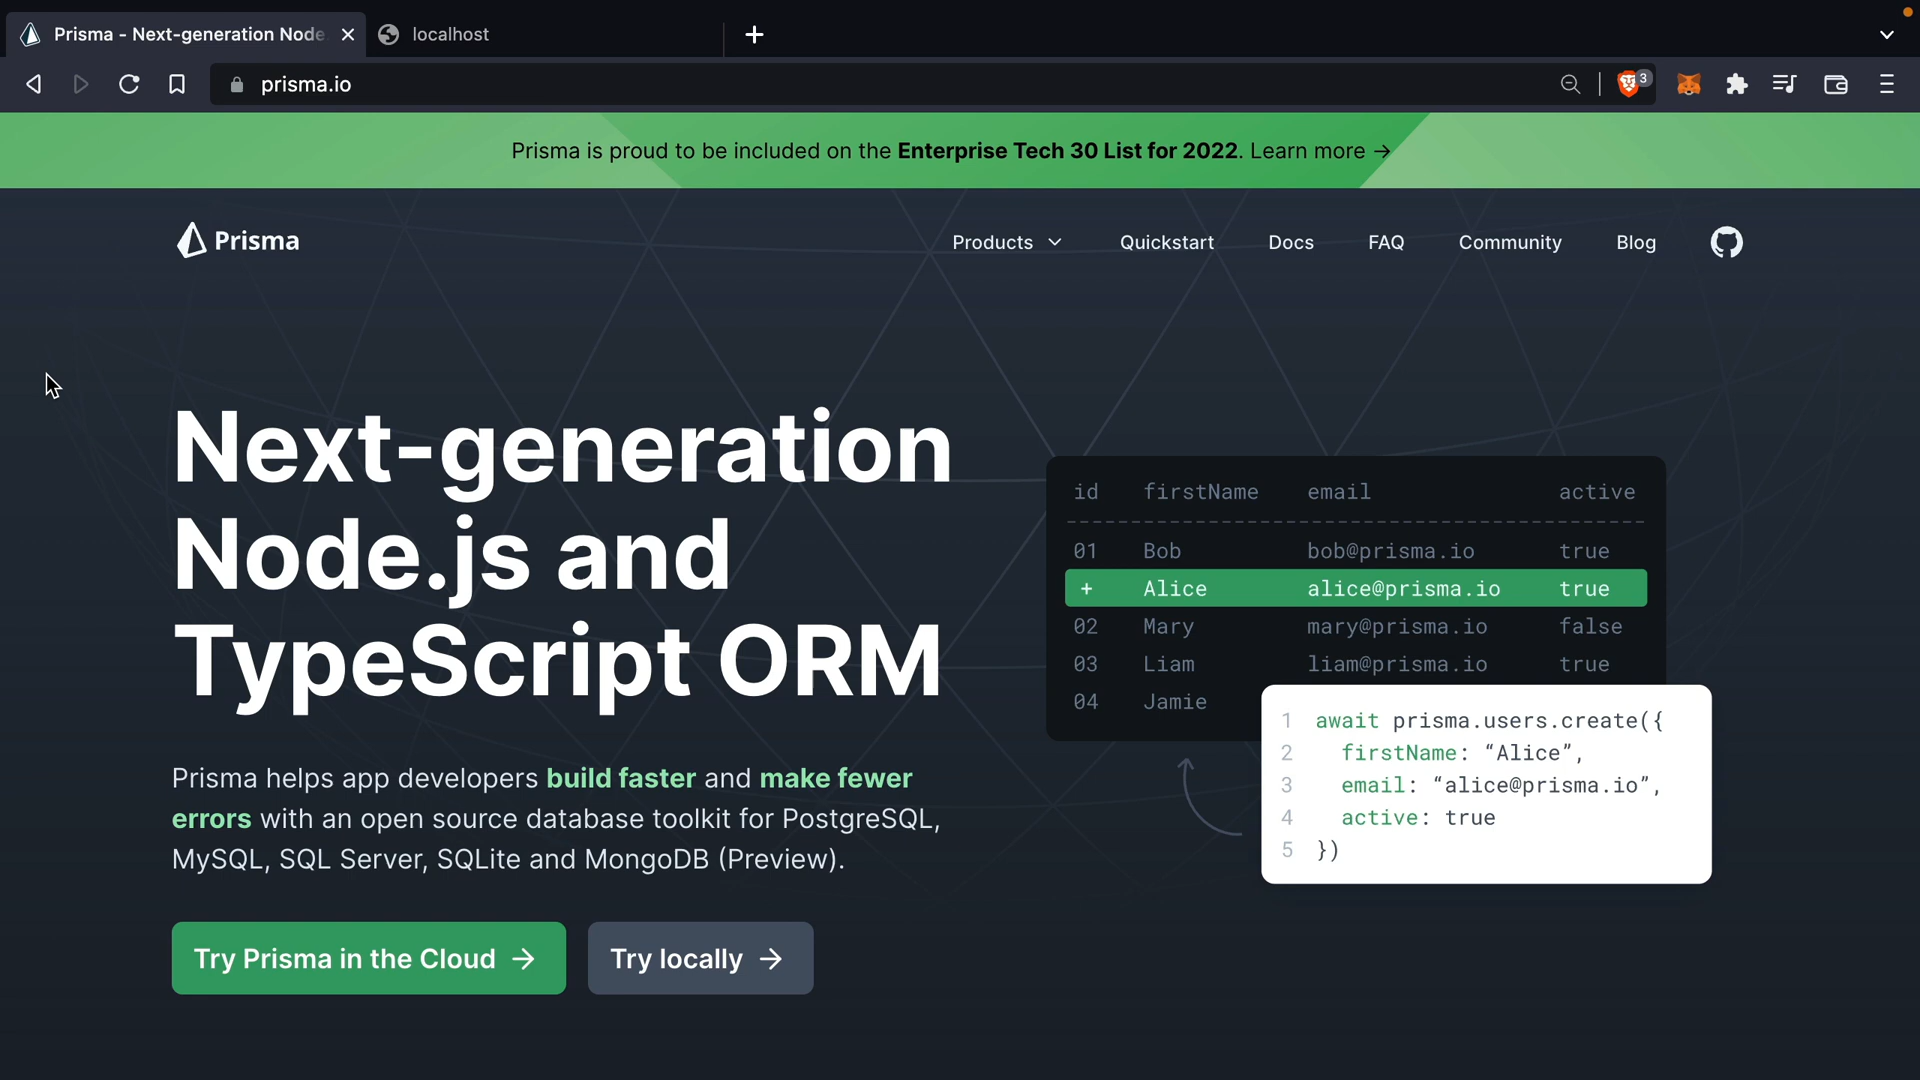 Prisma - Next-generation Node
localhost
prisma.io
3
Prisma is proud to be included on the Enterprise Tech 30 List for 2022. Learn more →
Prisma
Products
Quickstart
Docs
FAQ
Community
Blog
Next-generation
Node.js and
TypeScript ORM
Prisma helps app developers build faster and make fewer
errors with an open source database toolkit for PostgreSQL,
MySQL, SQL Server, SQLite and MongoDB (Preview).
Try Prisma in the Cloud →
Try locally →
id firstName email active
01 Bob bob@prisma.io true
+ Alice alice@prisma.io true
02 Mary mary@prisma.io false
03 Liam liam@prisma.io true
04 Jamie
1 await prisma.users.create({
2 firstName: “Alice”,
3 email: “alice@prisma.io”,
4 active: true
5 })